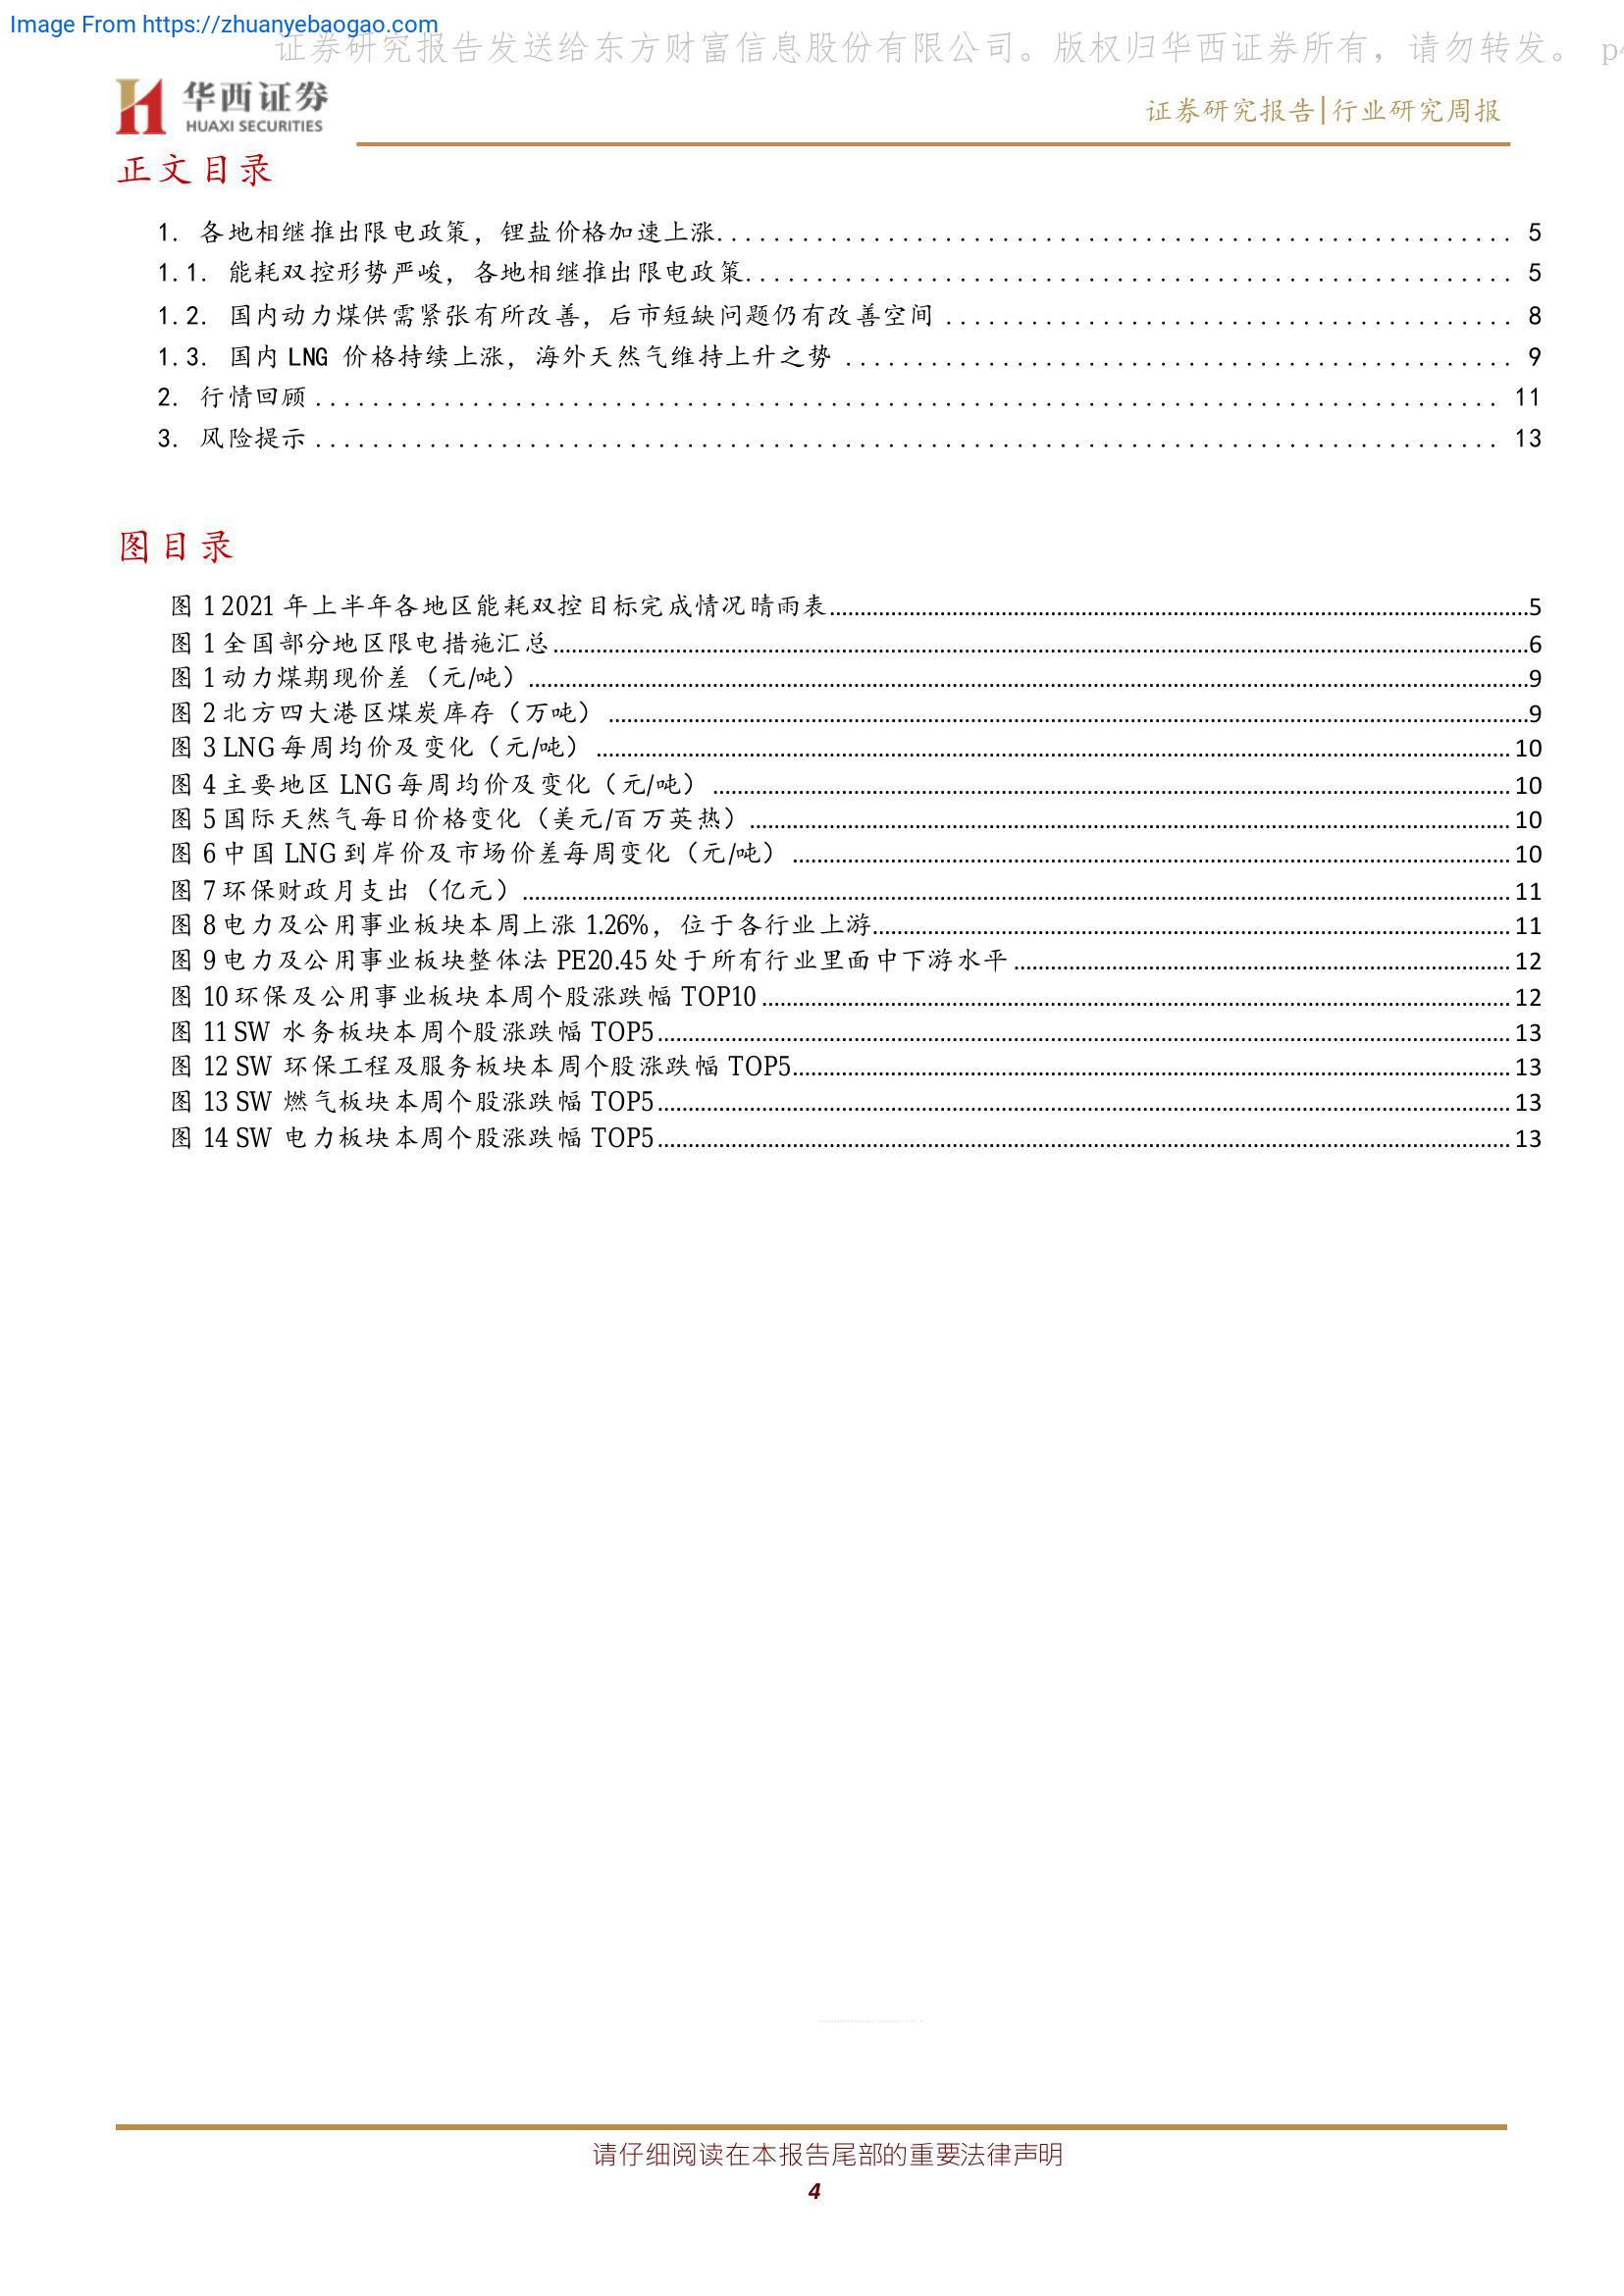 Image From https://zhuanyebaogao.com
证券研究报告发送给东方财富信息股份有限公司。版权归华西证券所有，请勿转发。 p4
华西证券
HUAXI SECURITIES
证券研究报告|行业研究周报
正文目录
1. 各地相继推出限电政策，锂盐价格加速上涨 5
1.1. 能耗双控形势严峻，各地相继推出限电政策 5
1.2. 国内动力煤供需紧张有所改善，后市短缺问题仍有改善空间 8
1.3. 国内 LNG 价格持续上涨，海外天然气维持上升之势 9
2. 行情回顾 11
3. 风险提示 13
图目录
图 1 2021 年上半年各地区能耗双控目标完成情况晴雨表 5
图 1 全国部分地区限电措施汇总 6
图 1 动力煤期现价差（元/吨） 9
图 2 北方四大港区煤炭库存（万吨） 9
图 3 LNG 每周均价及变化（元/吨） 10
图 4 主要地区 LNG 每周均价及变化（元/吨） 10
图 5 国际天然气每日价格变化（美元/百万英热） 10
图 6 中国 LNG 到岸价及市场价差每周变化（元/吨） 10
图 7 环保财政月支出（亿元） 11
图 8 电力及公用事业板块本周上涨 1.26%，位于各行业上游 11
图 9 电力及公用事业板块整体法 PE20.45 处于所有行业里面中下游水平 12
图 10 环保及公用事业板块本周个股涨跌幅 TOP10 12
图 11 SW 水务板块本周个股涨跌幅 TOP5 13
图 12 SW 环保工程及服务板块本周个股涨跌幅 TOP5 13
图 13 SW 燃气板块本周个股涨跌幅 TOP5 13
图 14 SW 电力板块本周个股涨跌幅 TOP5 13
请仔细阅读在本报告尾部的重要法律声明
4